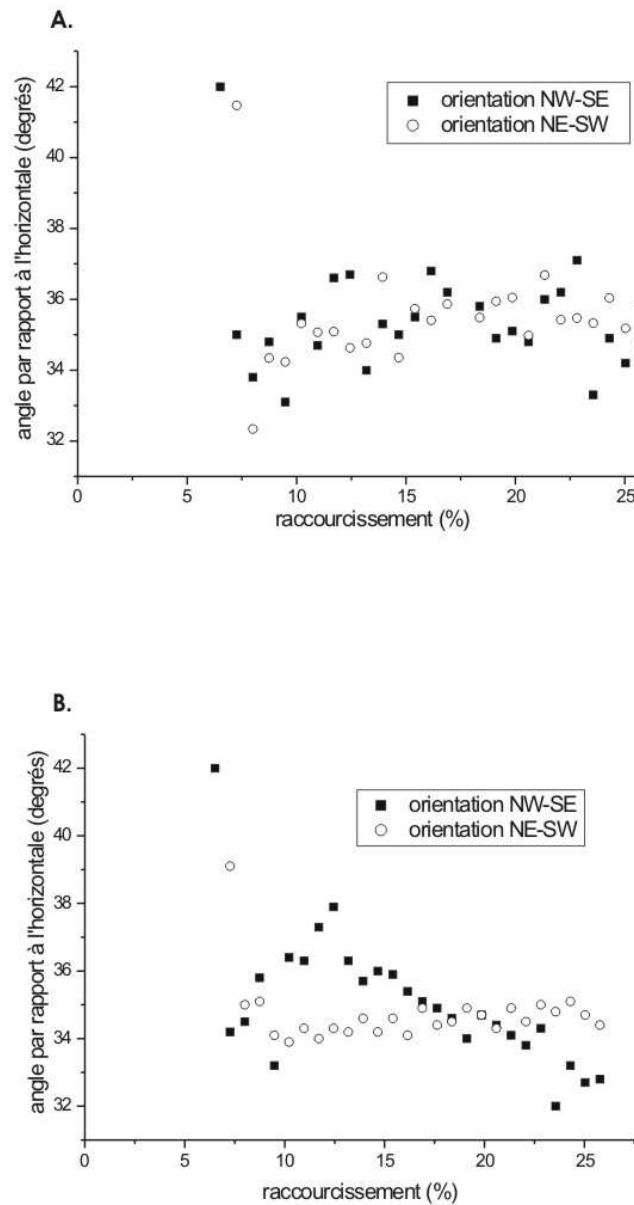 A.
angle par rapport à l'horizontale (degrés)
42
40
38
36
34
32
orientation NW-SE
orientation NE-SW
0
5
10
15
20
25
raccourcissement (%)
B.
angle par rapport à l'horizontale (degrés)
42
40
38
36
34
32
orientation NW-SE
orientation NE-SW
0
5
10
15
20
25
raccourcissement (%)